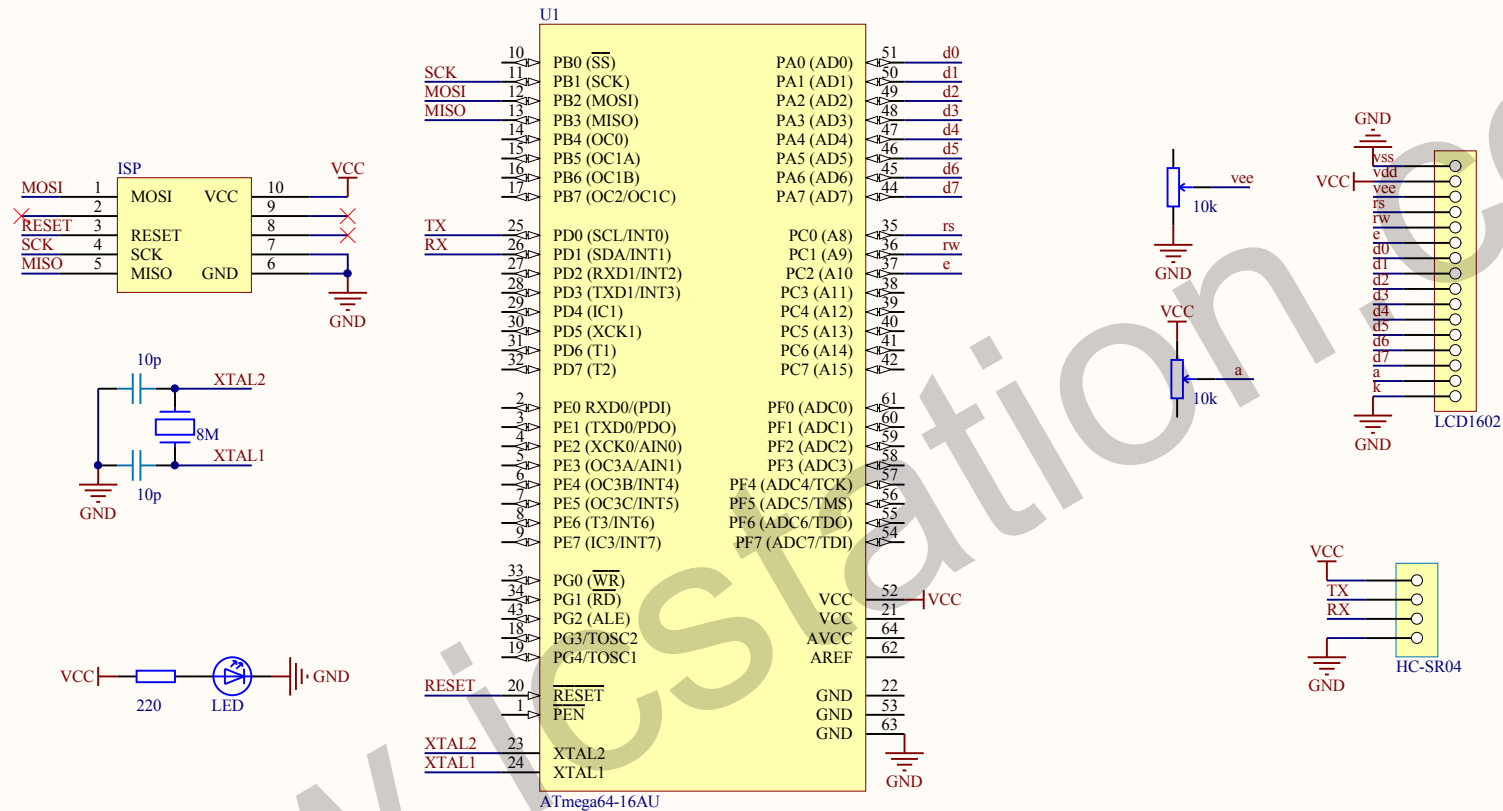 U1
10 PB0 (SS) PA0 (AD0) 51 d0
SCK 11 PB1 (SCK) PA1 (AD1) 50 d1
MOSI 12 PB2 (MOSI) PA2 (AD2) 49 d2
MISO 13 PB3 (MISO) PA3 (AD3) 48 d3
14 PB4 (OC0) PA4 (AD4) 47 d4
15 PB5 (OC1A) PA5 (AD5) 46 d5
16 PB6 (OC1B) PA6 (AD6) 45 d6
17 PB7 (OC2/OC1C) PA7 (AD7) 44 d7
TX 25 PD0 (SCL/INT0) PC0 (A8) 35 rs
RX 26 PD1 (SDA/INT1) PC1 (A9) 36 rw
27 PD2 (RXD1/INT2) PC2 (A10 37 e
28 PD3 (TXD1/INT3) PC3 (A11) 38
29 PD4 (IC1) PC4 (A12) 39
30 PD5 (XCK1) PC5 (A13) 40
31 PD6 (T1) PC6 (A14) 41
32 PD7 (T2) PC7 (A15) 42
2 PE0 RXD0/(PDI) PF0 (ADC0) 61
3 PE1 (TXD0/PDO) PF1 (ADC1) 60
4 PE2 (XCK0/AIN0) PF2 (ADC2) 59
5 PE3 (OC3A/AIN1) PF3 (ADC3) 58
6 PE4 (OC3B/INT4) PF4 (ADC4/TCK) 57
7 PE5 (OC3C/INT5) PF5 (ADC5/TMS) 56
8 PE6 (T3/INT6) PF6 (ADC6/TDO) 55
9 PE7 (IC3/INT7) PF7 (ADC7/TDI) 54
33 PG0 (WR)
34 PG1 (RD) VCC 52 VCC
43 PG2 (ALE) VCC 21
18 PG3/TOSC2 AVCC 64
19 PG4/TOSC1 AREF 62
RESET 20 RESET GND 22
1 PEN GND 53
GND 63
XTAL2 23 XTAL2
XTAL1 24 XTAL1
GND
ATmega64-16AU
ISP
VCC
MOSI 1 MOSI VCC 10
2 9
RESET 3 RESET 8
SCK 4 SCK 7
MISO 5 MISO GND 6
GND
10p
XTAL2
8M
XTAL1
10p
GND
VCC GND
220 LED
vee
10k
GND
VCC
a
10k
GND
vss
VCC vdd
vee
rs
rw
e
d0
d1
d2
d3
d4
d5
d6
d7
a
k
GND
LCD1602
VCC
TX
RX
GND
HC-SR04
w.icstation.c